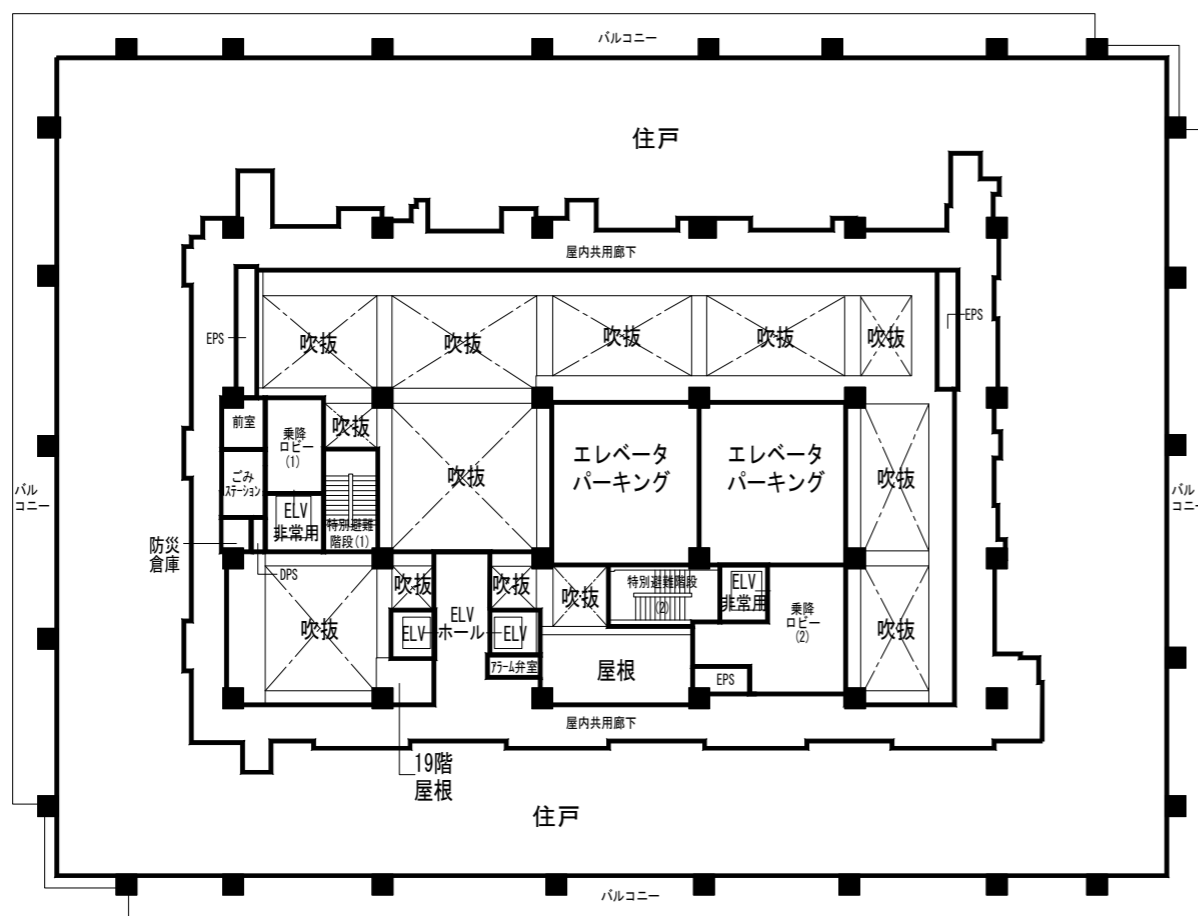 バルコニー
住戸
屋内共用廊下
EPS
吹抜
吹抜
吹抜
吹抜
吹抜
EPS
前室
乗降
ロビー
(1)
吹抜
吹抜
エレベータ
パーキング
エレベータ
パーキング
吹抜
ごみ
ステーション
ELV
非常用
特別避難
階段(1)
バル
コニー
バル
コニー
防災
倉庫
DPS
吹抜
吹抜
ELV
ホール
吹抜
吹抜
特別避難階段
(2)
ELV
非常用
乗降
ロビー
(2)
吹抜
ELV
ELV
アラーム弁室
屋根
EPS
屋内共用廊下
19階
屋根
住戸
バルコニー